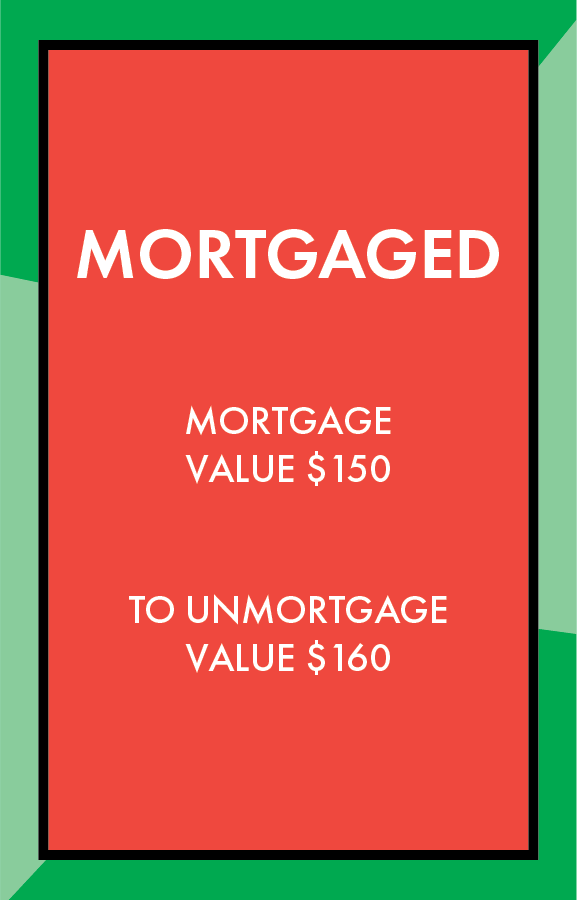 MORTGAGED
MORTGAGE
VALUE $150
TO UNMORTGAGE
VALUE $160